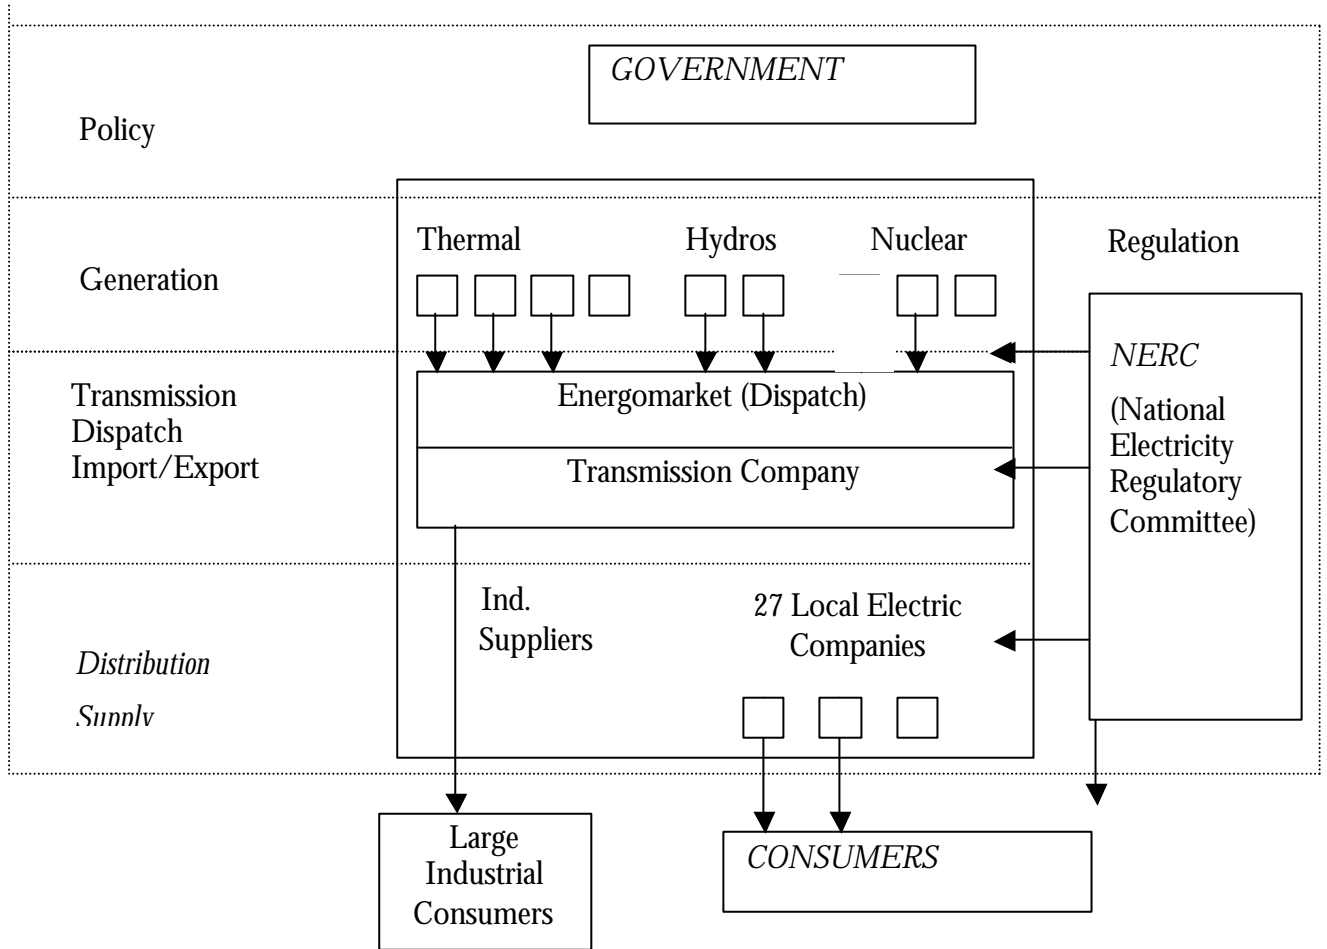 GOVERNMENT
Policy
Thermal
Hydros
Nuclear
Regulation
Generation
NERC
(National
Electricity
Regulatory
Committee)
Transmission
Dispatch
Import/Export
Energomarket (Dispatch)
Transmission Company
Ind.
Suppliers
27 Local Electric
Companies
Distribution
Supply
Large
Industrial
Consumers
CONSUMERS